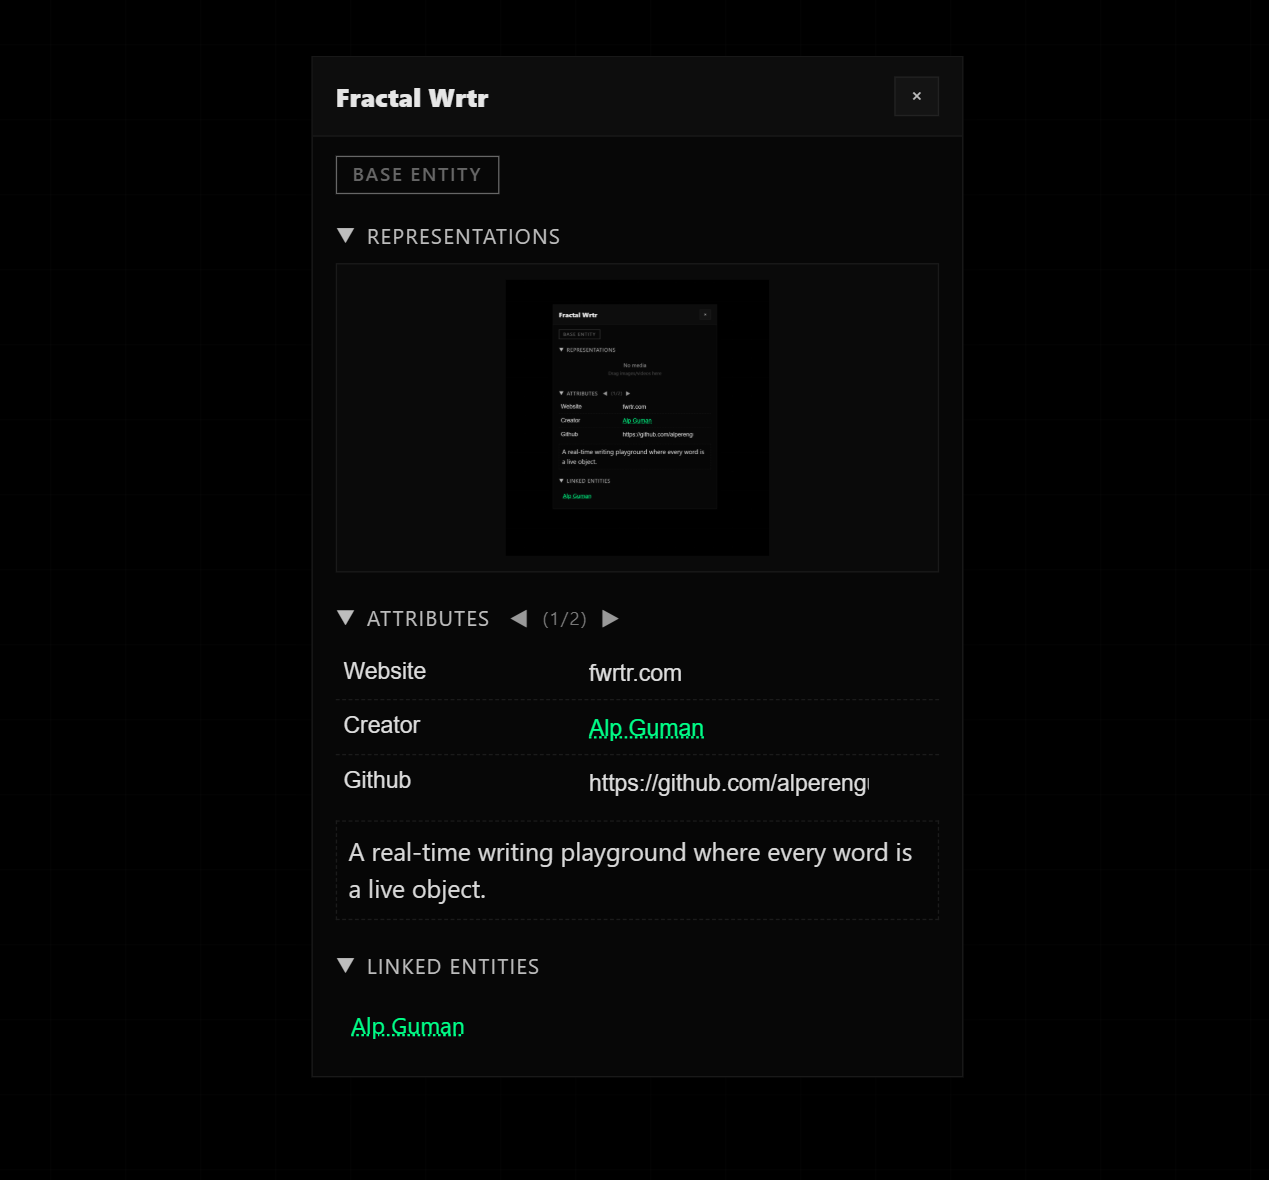 Fractal Wrtr
×
BASE ENTITY
▼ REPRESENTATIONS
Fractal Wrtr
×
BASE ENTITY
▼ REPRESENTATIONS
No media
Drag images/videos here
▼ ATTRIBUTES ◀ ▶
Website fwrtr.com
Creator Alp Guman
Github https://github.com/alpereng
A real-time writing playground where every word is
a live object.
▼ LINKED ENTITIES
Alp Guman
▼ ATTRIBUTES ◀ (1/2) ▶
Website fwrtr.com
Creator Alp Guman
Github https://github.com/alpereng
A real-time writing playground where every word is
a live object.
▼ LINKED ENTITIES
Alp Guman